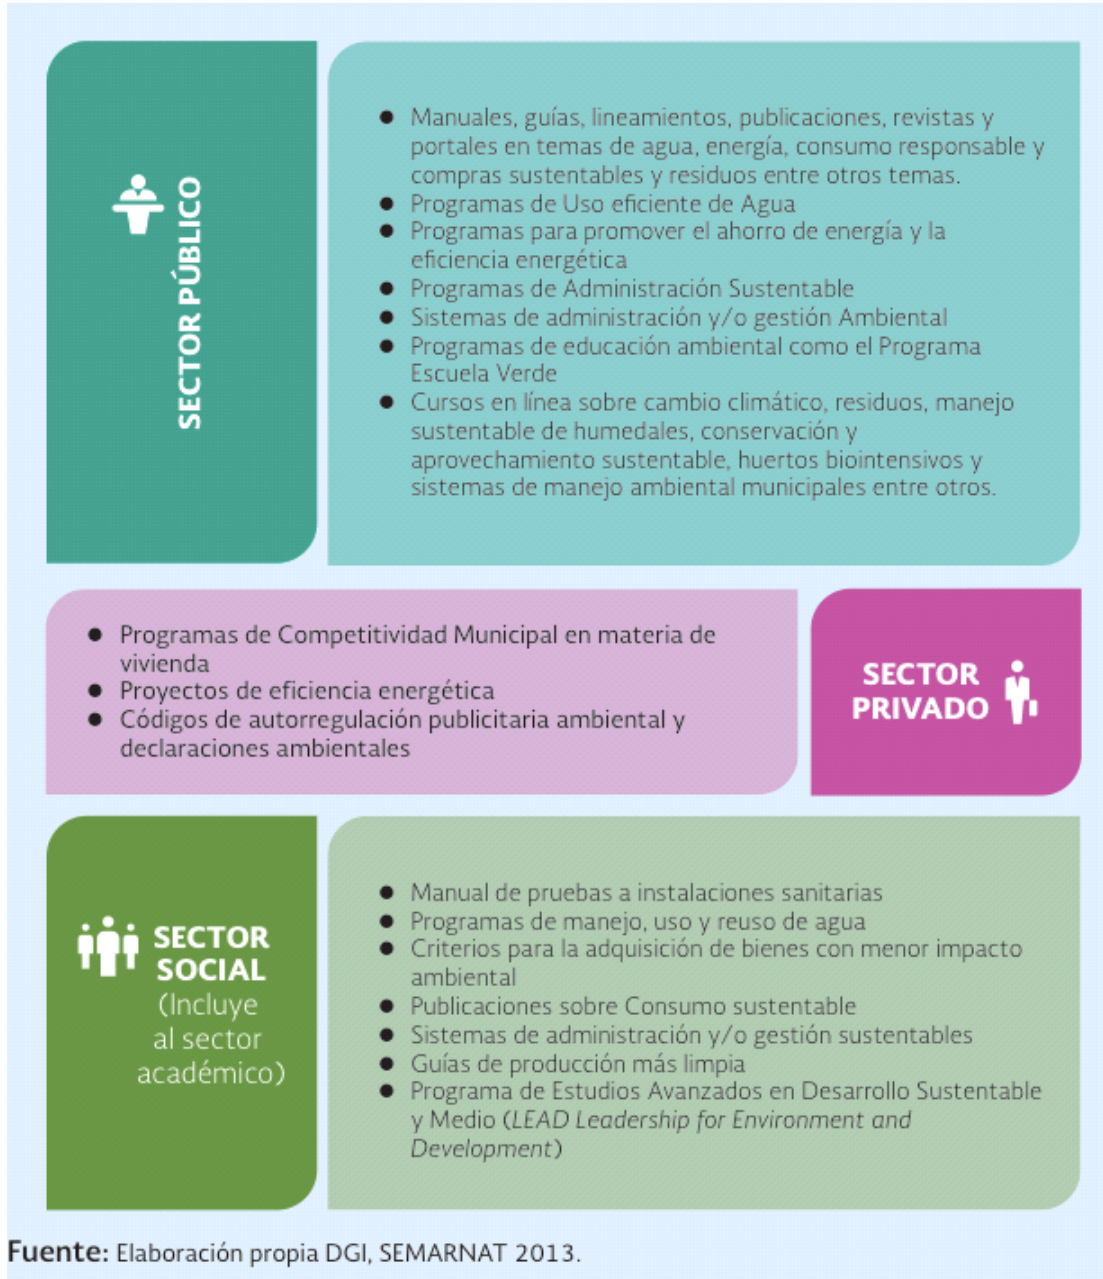 SECTOR PÚBLICO
● Manuales, guías, lineamientos, publicaciones, revistas y
portales en temas de agua, energía, consumo responsable y
compras sustentables y residuos entre otros temas.
● Programas de Uso eficiente de Agua
● Programas para promover el ahorro de energía y la
eficiencia energética
● Programas de Administración Sustentable
● Sistemas de administración y/o gestión Ambiental
● Programas de educación ambiental como el Programa
Escuela Verde
● Cursos en línea sobre cambio climático, residuos, manejo
sustentable de humedales, conservación y
aprovechamiento sustentable, huertos biointensivos y
sistemas de manejo ambiental municipales entre otros.
● Programas de Competitividad Municipal en materia de
vivienda
● Proyectos de eficiencia energética
● Códigos de autorregulación publicitaria ambiental y
declaraciones ambientales
SECTOR
PRIVADO
SECTOR
SOCIAL
(Incluye
al sector
académico)
● Manual de pruebas a instalaciones sanitarias
● Programas de manejo, uso y reuso de agua
● Criterios para la adquisición de bienes con menor impacto
ambiental
● Publicaciones sobre Consumo sustentable
● Sistemas de administración y/o gestión sustentables
● Guías de producción más limpia
● Programa de Estudios Avanzados en Desarrollo Sustentable
y Medio (LEAD Leadership for Environment and
Development)
Fuente: Elaboración propia DGI, SEMARNAT 2013.